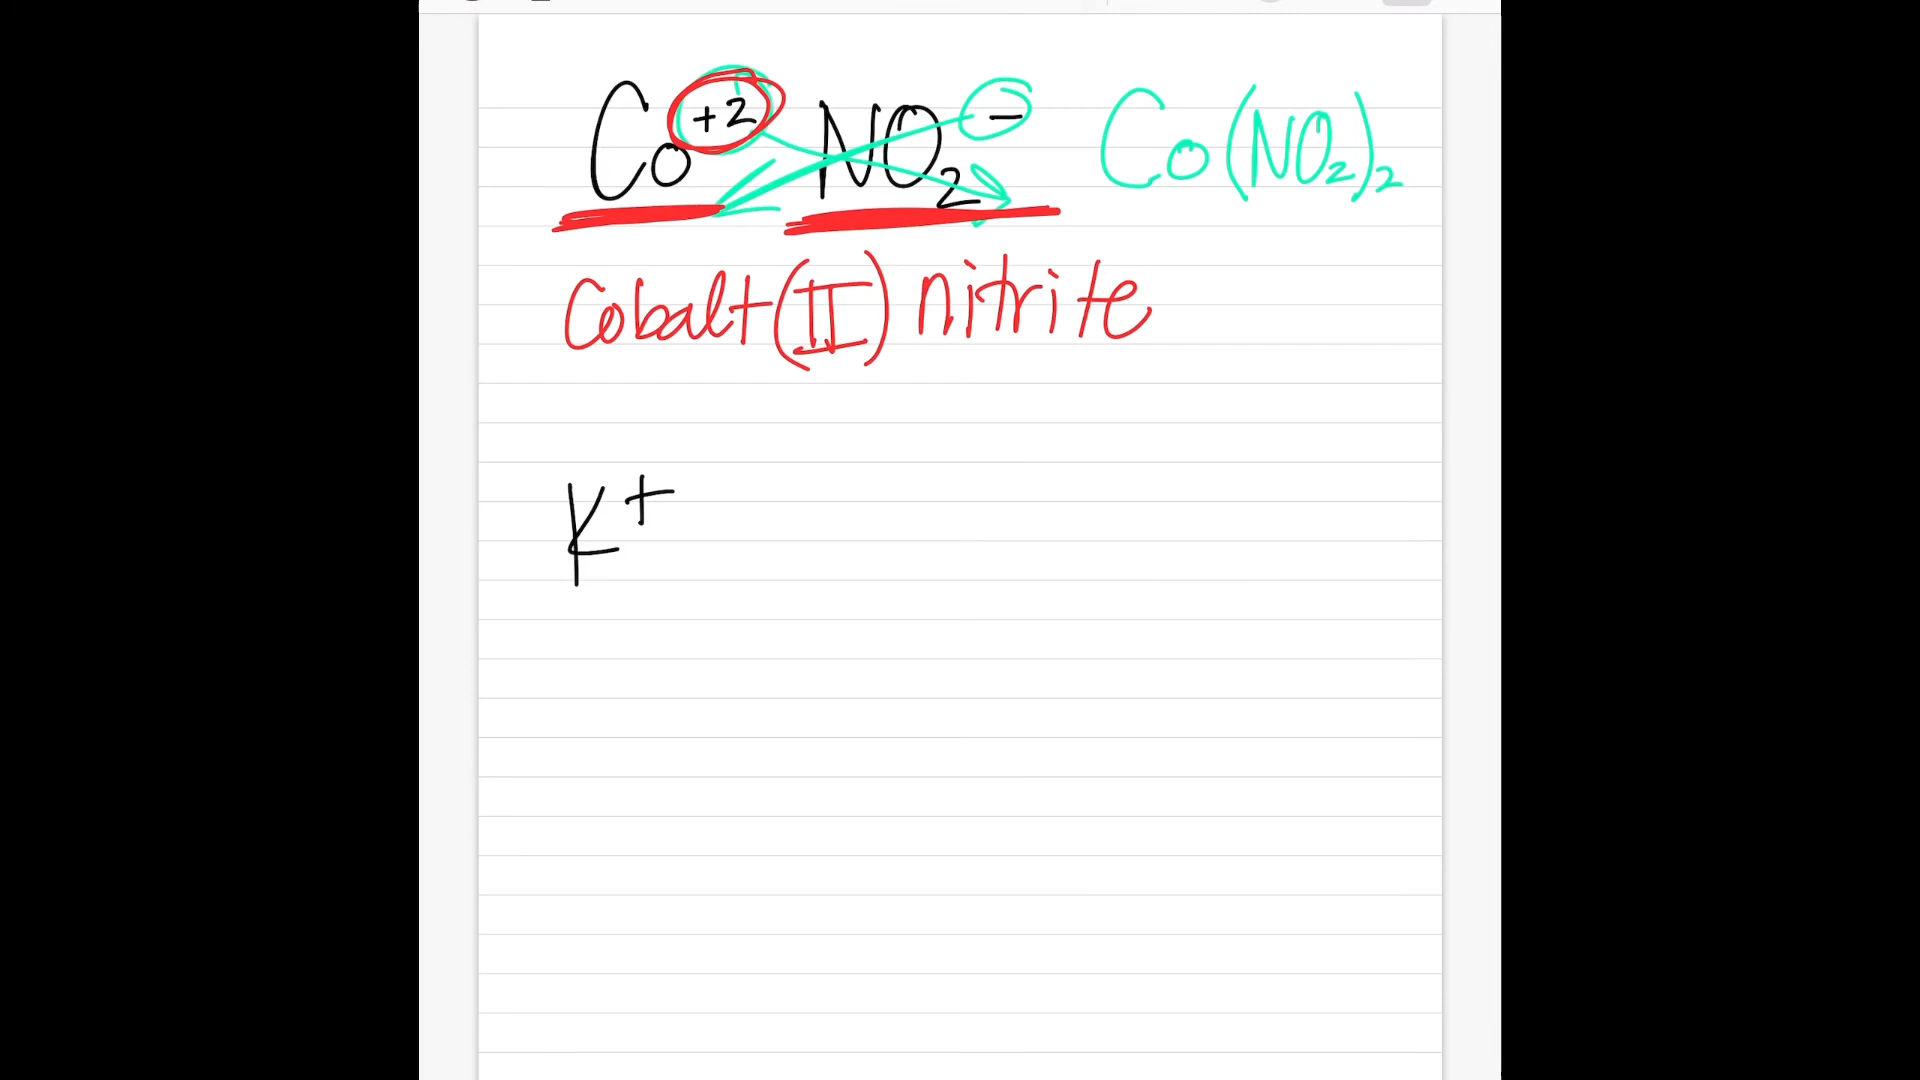 Co+2 NO2 − Co(NO2)2
Cobalt(II) nitrite
K+